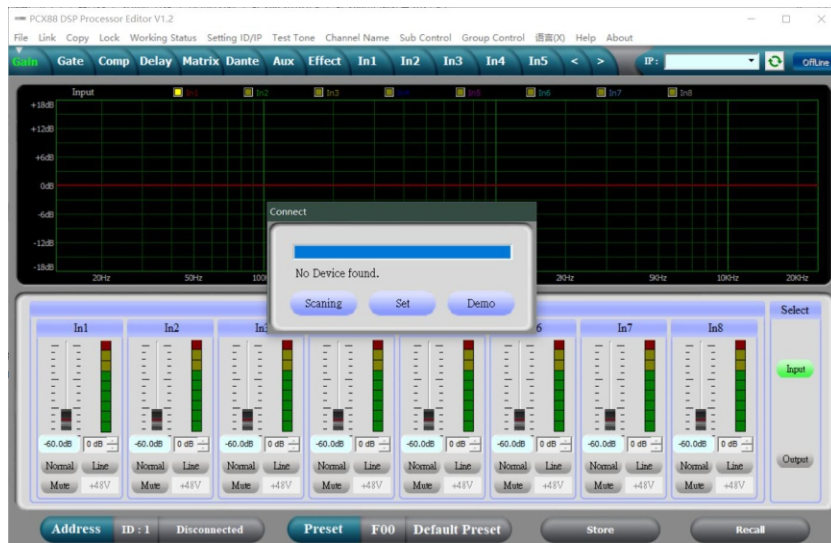 PCX88 DSP Processor Editor V1.2
File Link Copy Lock Working Status Setting ID/IP Test Tone Channel Name Sub Control Group Control 语言(X) Help About
Gain Gate Comp Delay Matrix Dante Aux Effect In1 In2 In3 In4 In5 < > IP: OffLine
Input In1 In2 In3 In5 In6 In7 In8
+18dB
+12dB
+6dB
0dB
-6dB
-12dB
-18dB
20Hz 50Hz 2KHz 5KHz 10KHz 20KHz
Connect
No Device found.
Scaning Set Demo
Select
In1 In2 In7 In8
Input
-60.0dB 0 dB -60.0dB 0 dB -60.0dB 0 dB -60.0dB 0 dB -60.0dB 0 dB -60.0dB 0 dB -60.0dB 0 dB -60.0dB 0 dB
Normal Line Normal Line Normal Line Normal Line Normal Line Normal Line Normal Line Normal Line
Output
Mute +48V Mute +48V Mute +48V Mute +48V Mute +48V Mute +48V Mute +48V Mute +48V
Address ID : 1 Disconnected Preset F00 Default Preset Store Recall